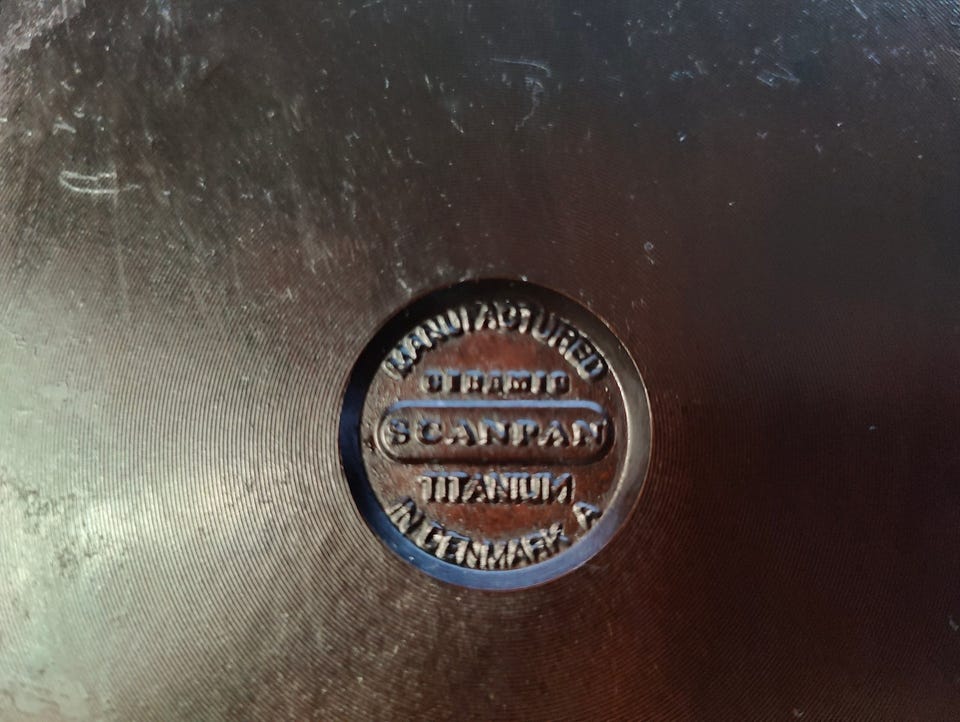 MANUFACTURED
CERAMIC
SCANPAN
TITANIUM
IN DENMARK A